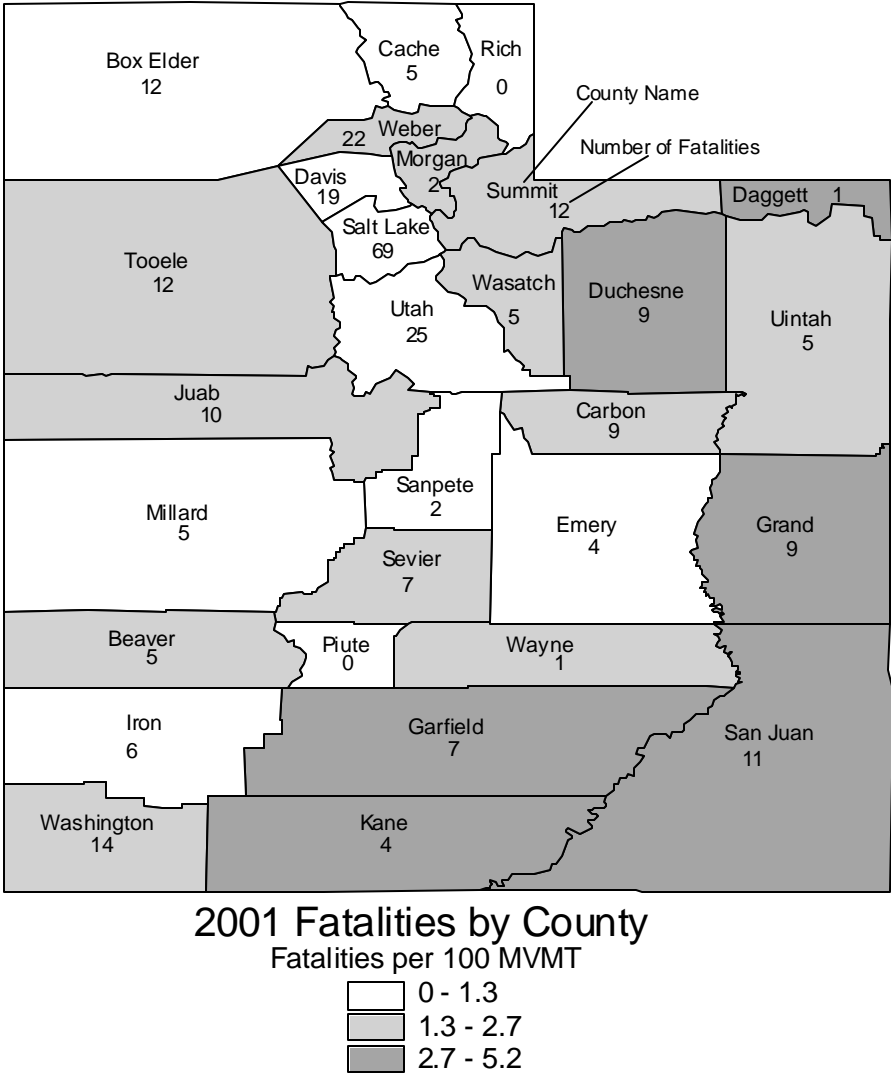 Box Elder
12
Cache
5
Rich
0
County Name
Number of Fatalities
Weber
22
Morgan
2
Davis
19
Summit
12
Daggett 1
Salt Lake
69
Tooele
12
Wasatch
5
Duchesne
9
Utah
25
Uintah
5
Juab
10
Carbon
9
Sanpete
2
Millard
5
Emery
4
Grand
9
Sevier
7
Beaver
5
Piute
0
Wayne
1
Iron
6
Garfield
7
San Juan
11
Washington
14
Kane
4
2001 Fatalities by County
Fatalities per 100 MVMT
0 - 1.3
1.3 - 2.7
2.7 - 5.2